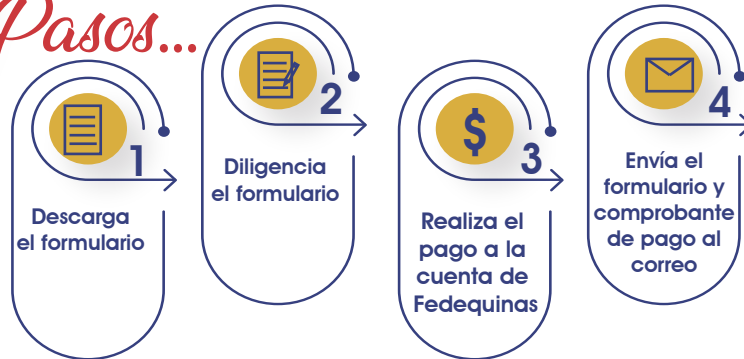 Pasos...
1
Descarga
el formulario
2
Diligencia
el formulario
$
3
Realiza el
pago a la
cuenta de
Fedequinas
4
Envía el
formulario y
comprobante
de pago al
correo